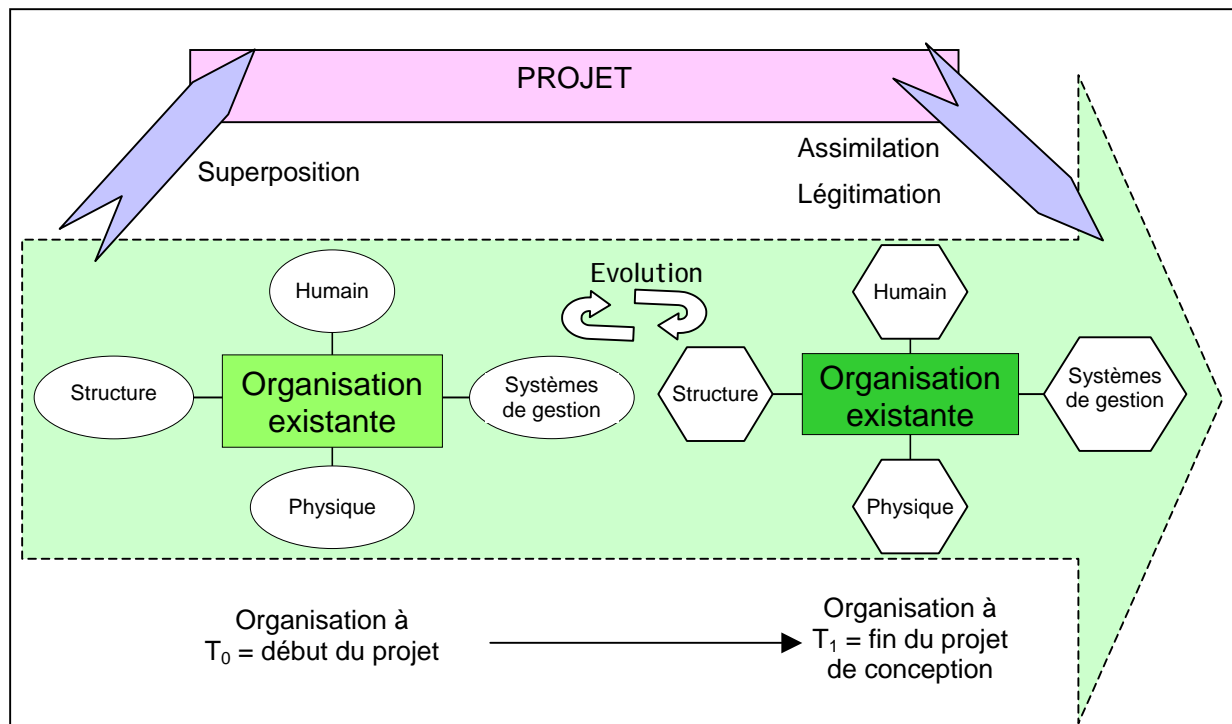 PROJET
Superposition
Assimilation
Légitimation
Evolution
Humain
Structure
Organisation
existante
Systèmes
de gestion
Physique
Humain
Structure
Organisation
existante
Systèmes
de gestion
Physique
Organisation à
T₀ = début du projet
Organisation à
T₁ = fin du projet
de conception